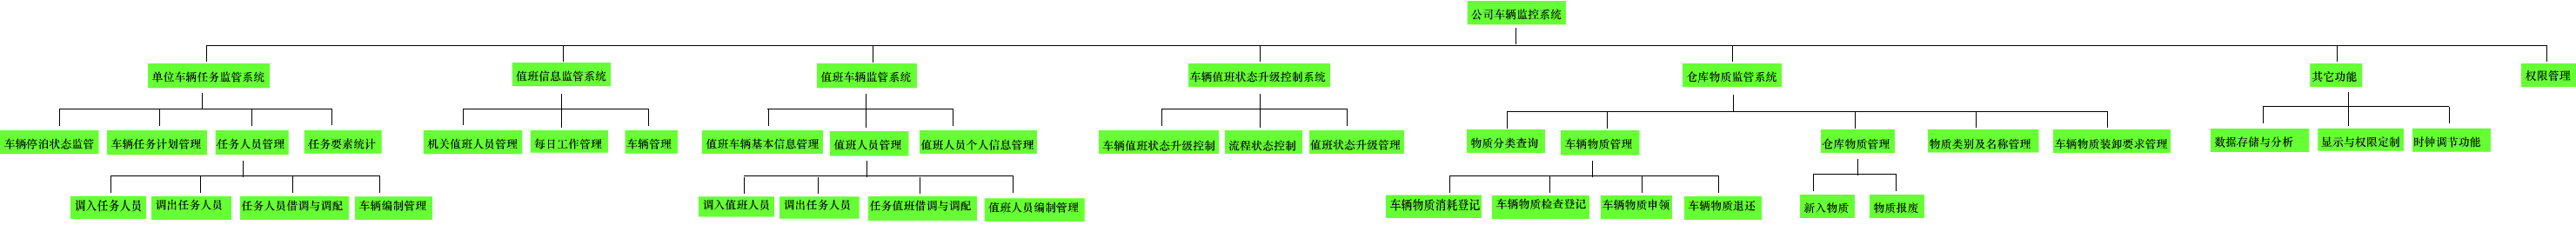 公司车辆监控系统
单位车辆任务监管系统
值班信息监管系统
值班车辆监管系统
车辆值班状态升级控制系统
仓库物质监管系统
其它功能
权限管理
车辆停泊状态监管
车辆任务计划管理
任务人员管理
任务要素统计
机关值班人员管理
每日工作管理
车辆管理
值班车辆基本信息管理
值班人员管理
值班人员个人信息管理
车辆值班状态升级控制
流程状态控制
值班状态升级管理
物质分类查询
车辆物质管理
仓库物质管理
物质类别及名称管理
车辆物质装卸要求管理
数据存储与分析
显示与权限定制
时钟调节功能
调入任务人员
调出任务人员
任务人员借调与调配
车辆编制管理
调入值班人员
调出任务人员
任务值班借调与调配
值班人员编制管理
车辆物质消耗登记
车辆物质检查登记
车辆物质申领
车辆物质退还
新入物质
物质报废